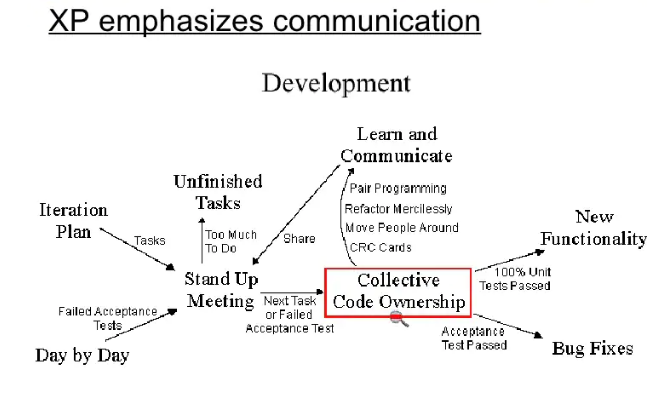 XP emphasizes communication
Development
Learn and
Communicate
Unfinished
Tasks
Pair Programming
Refactor Mercilessly
Move People Around
CRC Cards
Iteration
Plan
Tasks
Too Much
To Do
Share
New
Functionality
Stand Up
Meeting
Next Task
or Failed
Acceptance Test
Collective
Code Ownership
100% Unit
Tests Passed
Failed Acceptance
Tests
Day by Day
Acceptance
Test Passed
Bug Fixes